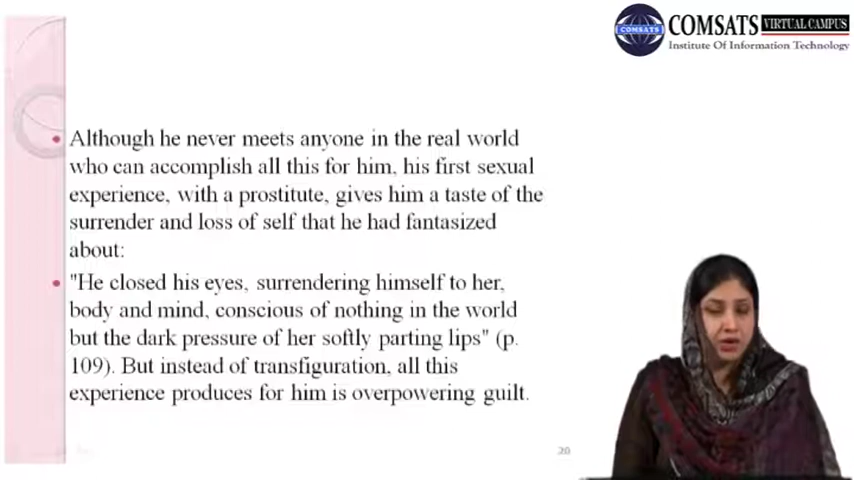 COMSATS
COMSATS VIRTUAL CAMPUS
Institute Of Information Technology
Although he never meets anyone in the real world
who can accomplish all this for him, his first sexual
experience, with a prostitute, gives him a taste of the
surrender and loss of self that he had fantasized
about:
"He closed his eyes, surrendering himself to her,
body and mind, conscious of nothing in the world
but the dark pressure of her softly parting lips" (p.
109). But instead of transfiguration, all this
experience produces for him is overpowering guilt.
20